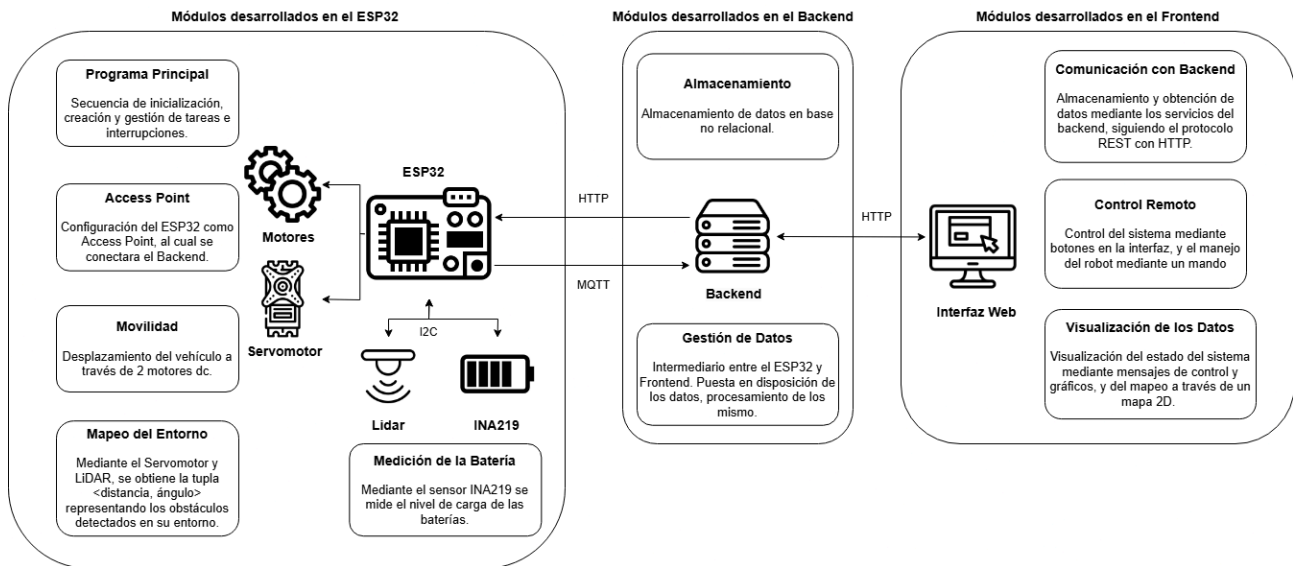 Módulos desarrollados en el ESP32
Programa Principal
Secuencia de inicialización,
creación y gestión de tareas e
interrupciones.
Access Point
Configuración del ESP32 como
Access Point, al cual se
conectara el Backend.
Movilidad
Desplazamiento del vehículo a
través de 2 motores dc.
Mapeo del Entorno
Mediante el Servomotor y
LiDAR, se obtiene la tupla
<distancia, ángulo>
representando los obstáculos
detectados en su entorno.
Motores
Servomotor
ESP32
I2C
Lidar
INA219
Medición de la Batería
Mediante el sensor INA219 se
mide el nivel de carga de las
baterías.
HTTP
MQTT
Módulos desarrollados en el Backend
Almacenamiento
Almacenamiento de datos en base
no relacional.
Backend
Gestión de Datos
Intermediario entre el ESP32 y
Frontend. Puesta en disposición de
los datos, procesamiento de los
mismo.
HTTP
Módulos desarrollados en el Frontend
Interfaz Web
Comunicación con Backend
Almacenamiento y obtención de
datos mediante los servicios del
backend, siguiendo el protocolo
REST con HTTP.
Control Remoto
Control del sistema mediante
botones en la interfaz, y el manejo
del robot mediante un mando
Visualización de los Datos
Visualización del estado del sistema
mediante mensajes de control y
gráficos, y del mapeo a través de un
mapa 2D.